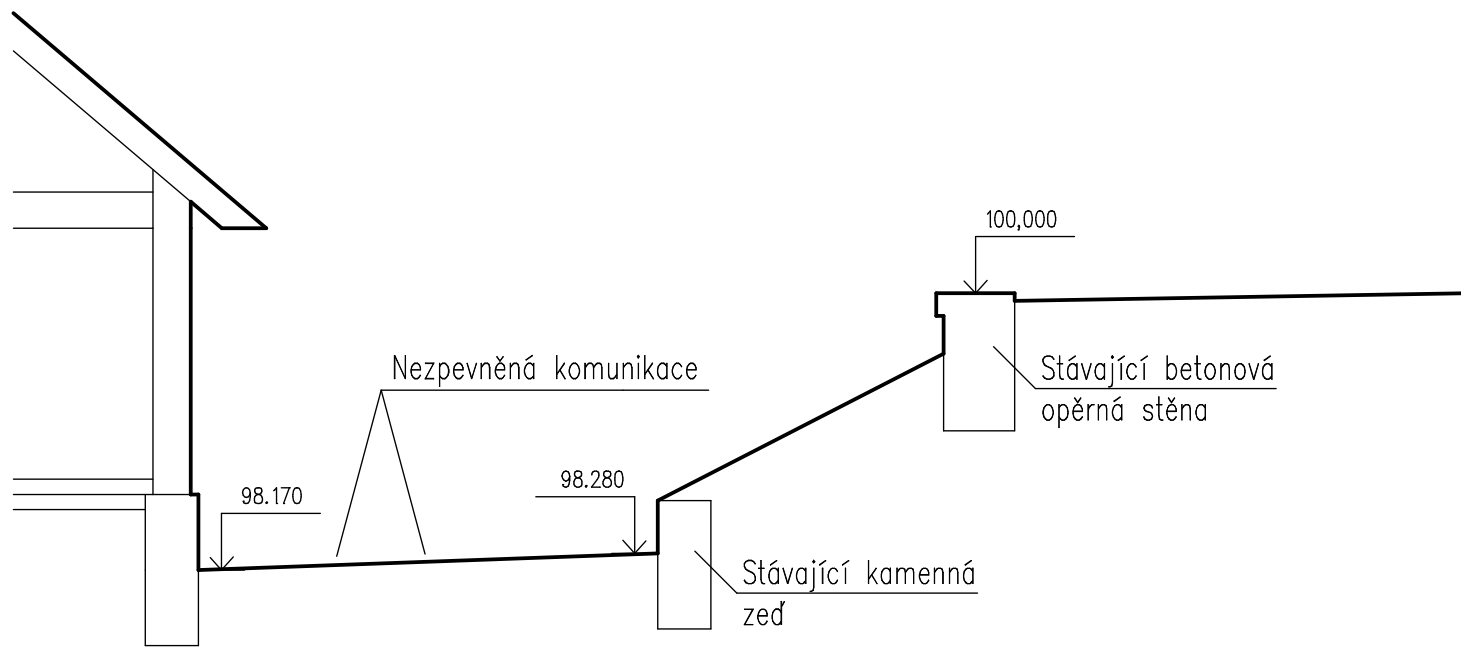 100,000
Nezpevněná komunikace
Stávající betonová
opěrná stěna
98.170
98.280
Stávající kamenná
zeď